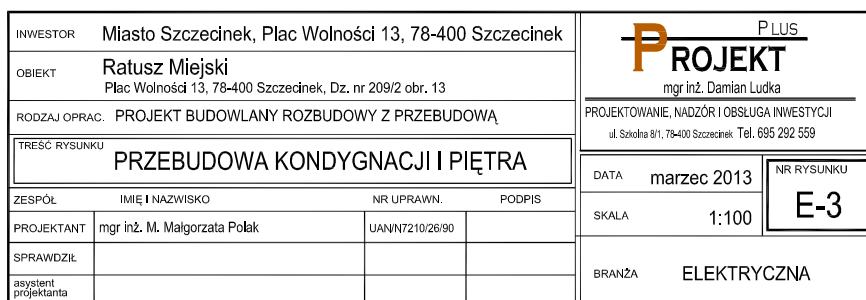 INWESTOR Miasto Szczecinek, Plac Wolności 13, 78-400 Szczecinek
OBIEKT Ratusz Miejski
Plac Wolności 13, 78-400 Szczecinek, Dz. nr 209/2 obr. 13
RODZAJ OPRAC. PROJEKT BUDOWLANY ROZBUDOWY Z PRZEBUDOWĄ
TREŚĆ RYSUNKU
PRZEBUDOWA KONDYGNACJI I PIĘTRA
ZESPÓŁ IMIĘ I NAZWISKO NR UPRAWN. PODPIS
PROJEKTANT mgr inż. M. Małgorzata Polak UAN/N7210/26/90
SPRAWDZIŁ
asystent
projektanta
PLUS
PROJEKT
mgr inż. Damian Ludka
PROJEKTOWANIE, NADZÓR I OBSŁUGA INWESTYCJI
ul. Szkolna 8/1, 78-400 Szczecinek Tel. 695 292 559
DATA marzec 2013
NR RYSUNKU
E-3
SKALA 1:100
BRANŻA ELEKTRYCZNA